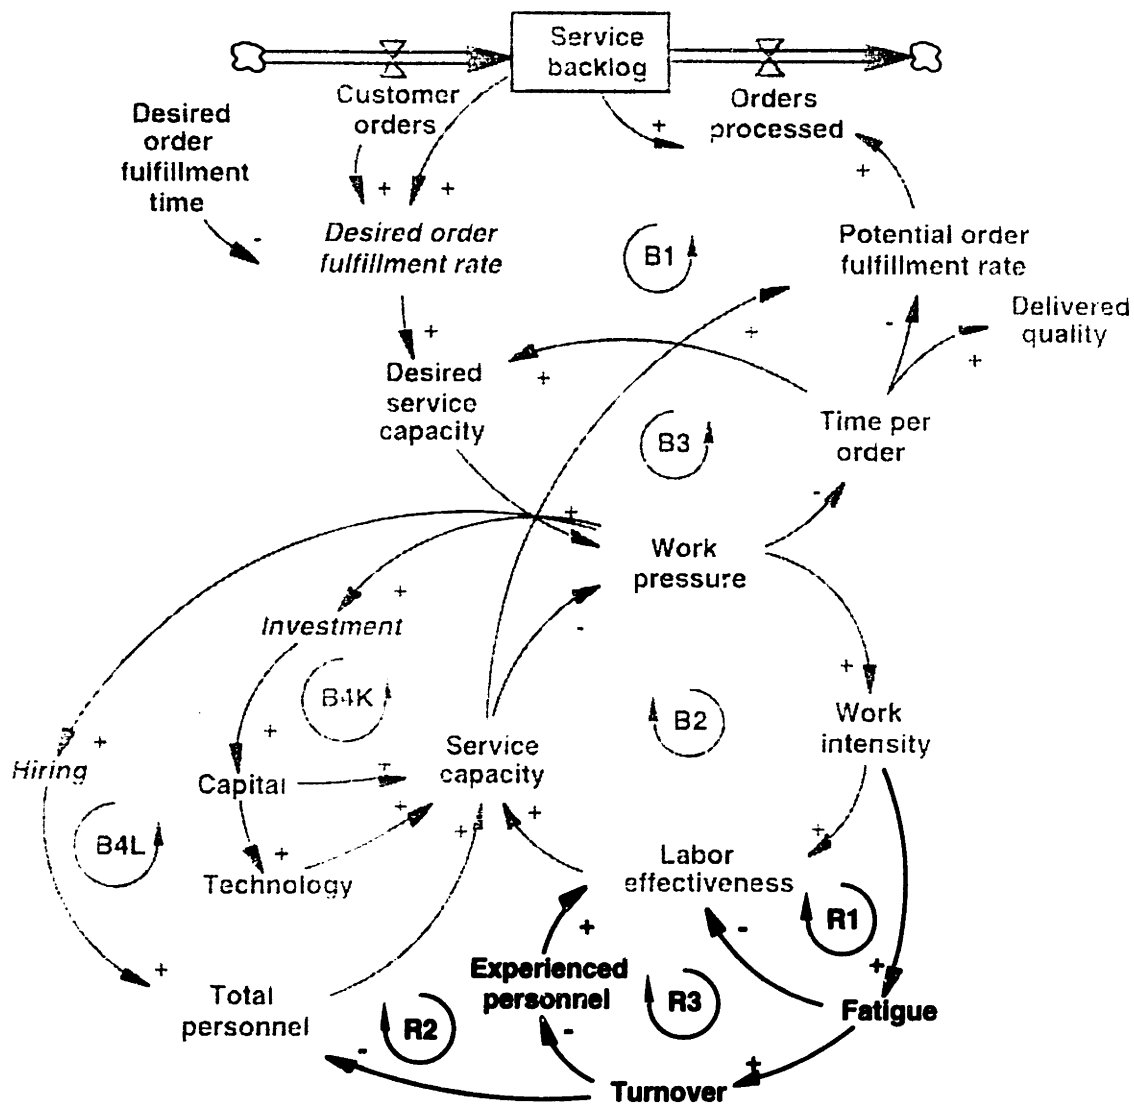 Service
backlog
Customer
orders
Orders
processed
Desired
order
fulfillment
time
+
+
+
+
-
Desired order
fulfillment rate
B1
Potential order
fulfillment rate
Delivered
quality
+
+
-
+
Desired
service
capacity
+
B3
Time per
order
-
+
Work
pressure
+
Investment
-
B4K
+
B2
Work
intensity
+
+
Hiring
Capital
+
Service
capacity
+
+
+
+
B4L
+
Technology
Labor
effectiveness
R1
+
-
Experienced
personnel
+
+
Total
personnel
R2
R3
Fatigue
-
-
+
Turnover